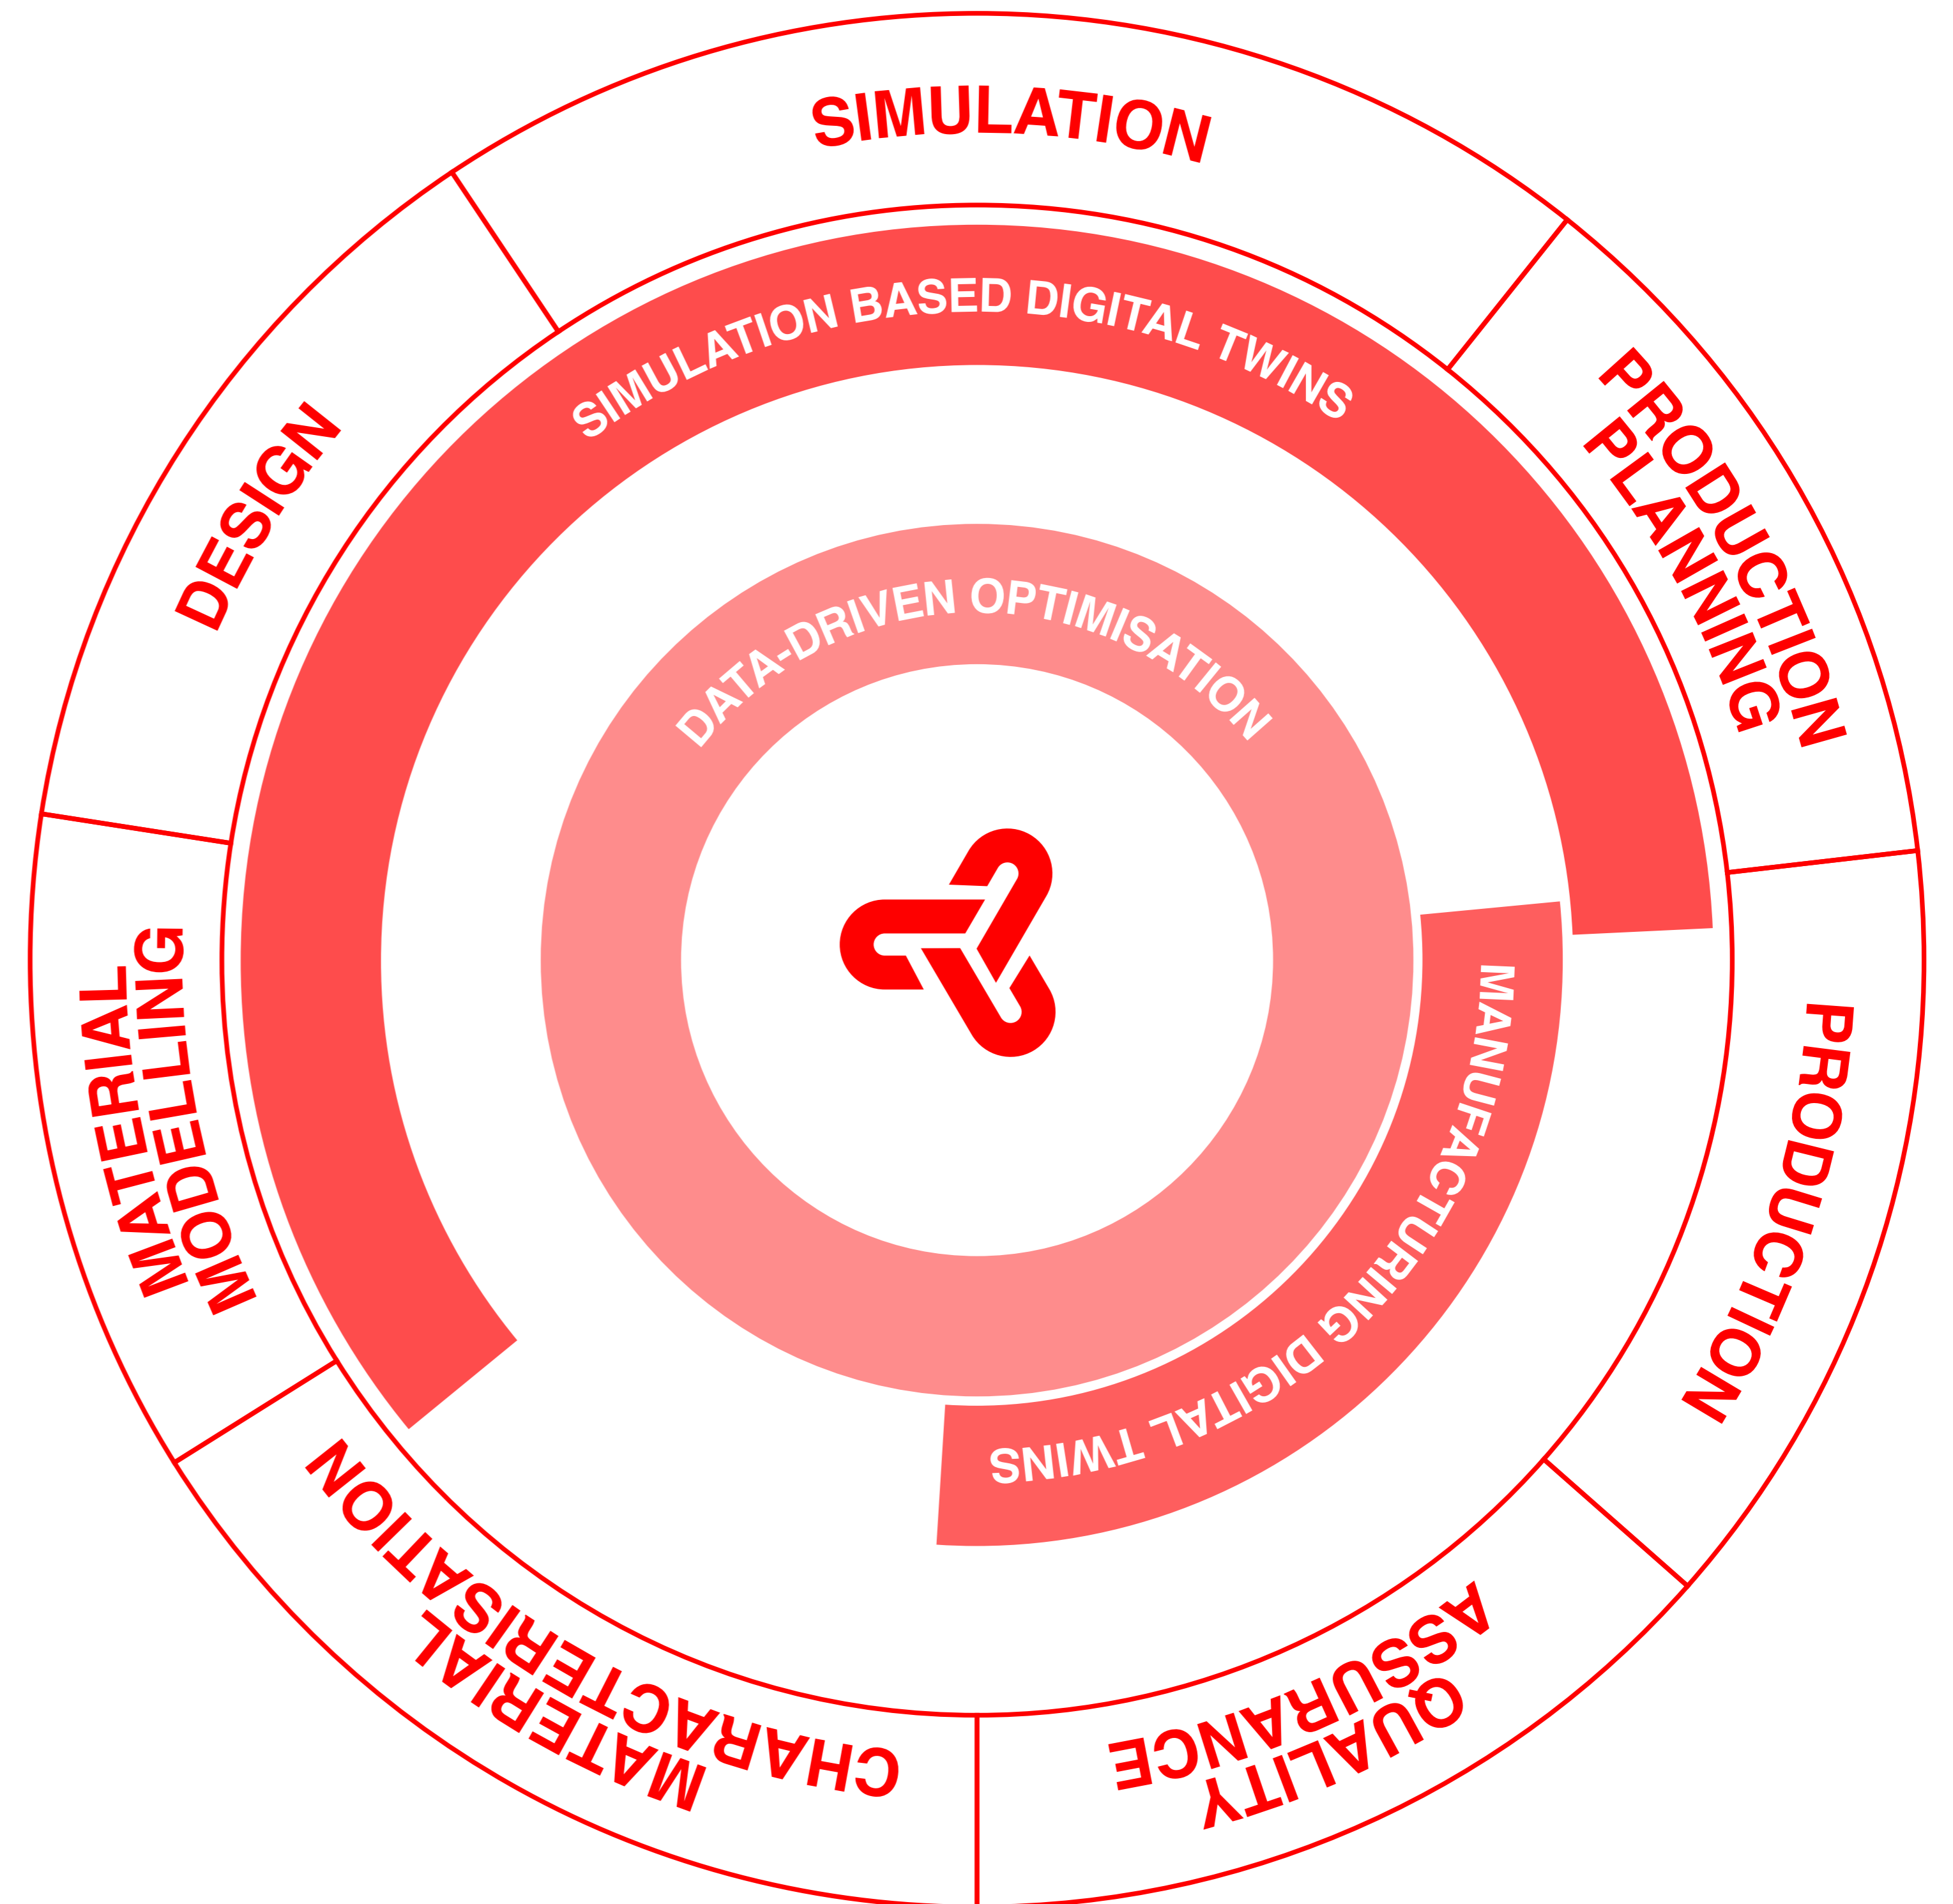 SIMULATION
PRODUCTION
PLANNING
PRODUCTION
QUALITY
ASSURANCE
MATERIAL
CHARACTERISATION
MATERIAL
MODELLING
DESIGN
SIMULATION BASED DIGITAL TWINS
MANUFACTURING DIGITAL TWINS
DATA-DRIVEN OPTIMISATION